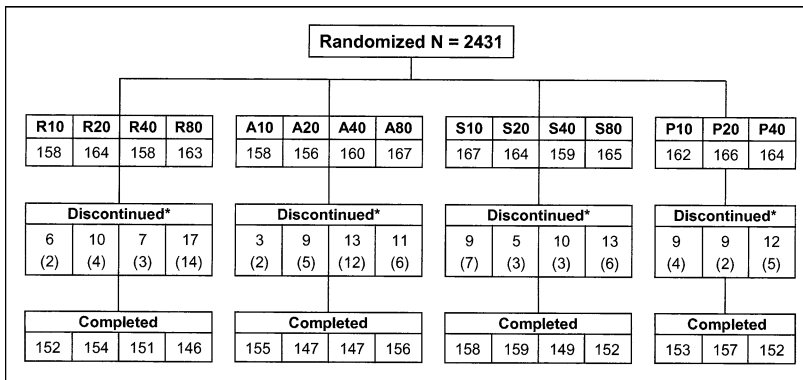 Randomized N = 2431
R10 R20 R40 R80 A10 A20 A40 A80 S10 S20 S40 S80 P10 P20 P40
158 164 158 163 158 156 160 167 167 164 159 165 162 166 164
Discontinued* Discontinued* Discontinued* Discontinued*
6 10 7 17 3 9 13 11 9 5 10 13 9 9 12
(2) (4) (3) (14) (2) (5) (12) (6) (7) (3) (3) (6) (4) (2) (5)
Completed Completed Completed Completed
152 154 151 146 155 147 147 156 158 159 149 152 153 157 152